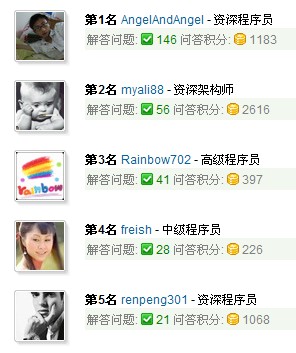 第1名 AngelAndAngel - 资深程序员
解答问题: 146 问答积分: 1183
第2名 myali88 - 资深架构师
解答问题: 56 问答积分: 2616
第3名 Rainbow702 - 高级程序员
解答问题: 41 问答积分: 397
rainbow
第4名 freish - 中级程序员
解答问题: 28 问答积分: 226
第5名 renpeng301 - 资深程序员
解答问题: 21 问答积分: 1068